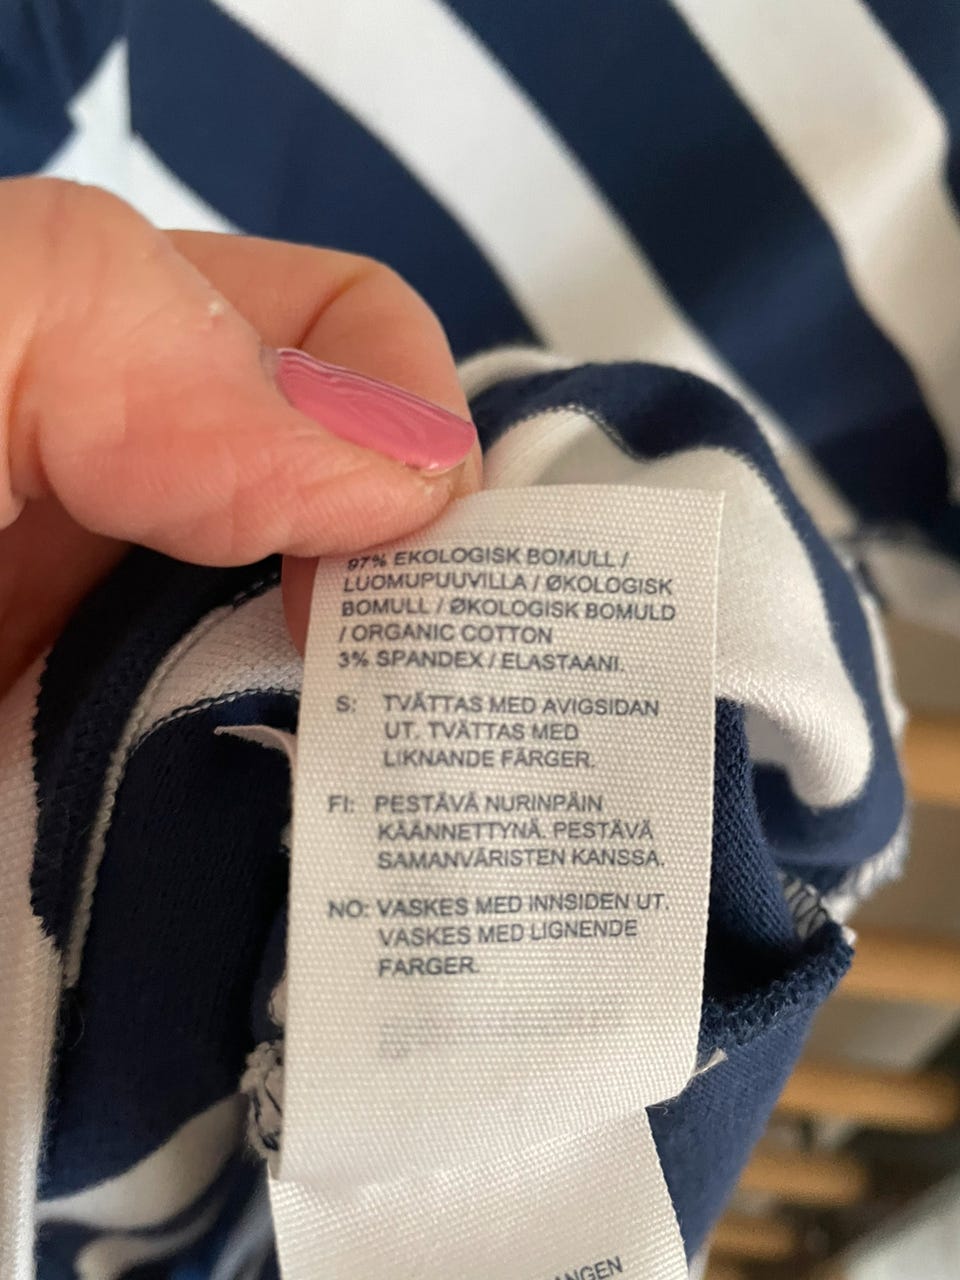 97% EKOLOGISK BOMULL /
LUOMUPUUVILLA / ØKOLOGISK
BOMULL / ØKOLOGISK BOMULD
/ ORGANIC COTTON
3% SPANDEX / ELASTAANI.
S: TVÄTTAS MED AVIGSIDAN
UT. TVÄTTAS MED
LIKNANDE FÄRGER.
FI: PESTÄVÄ NURINPÄIN
KÄÄNNETTYNÄ. PESTÄVÄ
SAMANVÄRISTEN KANSSA.
NO: VASKES MED INNSIDEN UT.
VASKES MED LIGNENDE
FARGER.